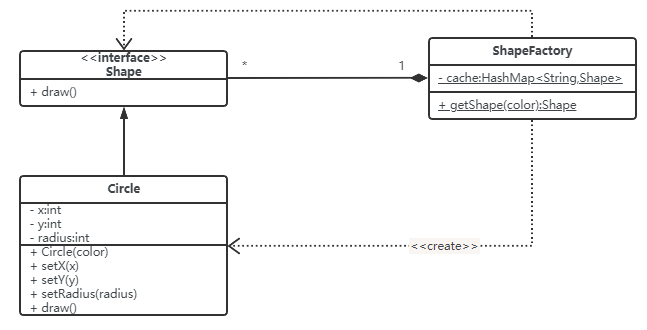 <<interface>>
Shape
+ draw()
*
1
ShapeFactory
- cache:HashMap<String,Shape>
+ getShape(color):Shape
Circle
- x:int
- y:int
- radius:int
+ Circle(color)
+ setX(x)
+ setY(y)
+ setRadius(radius)
+ draw()
<<create>>